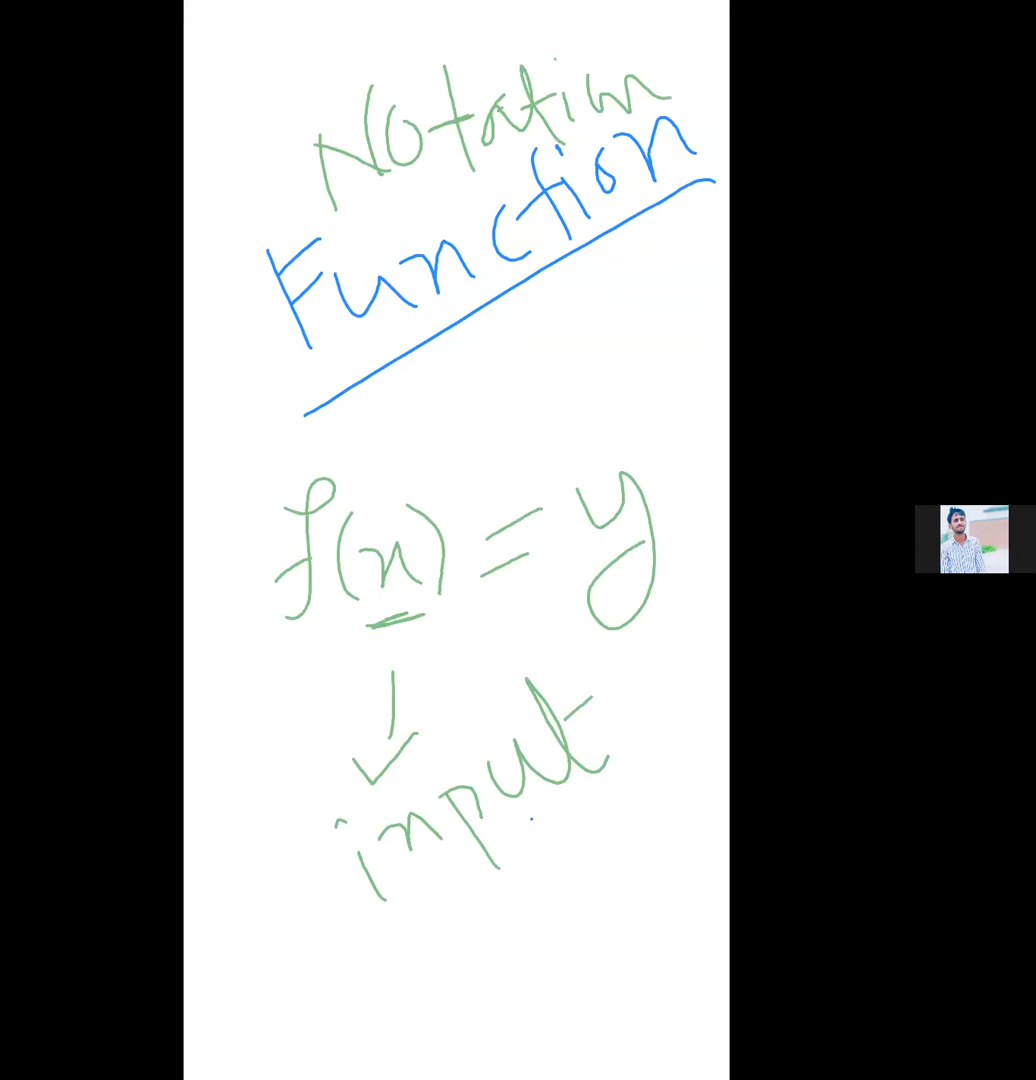 Notation
Function
f(x) = y
input